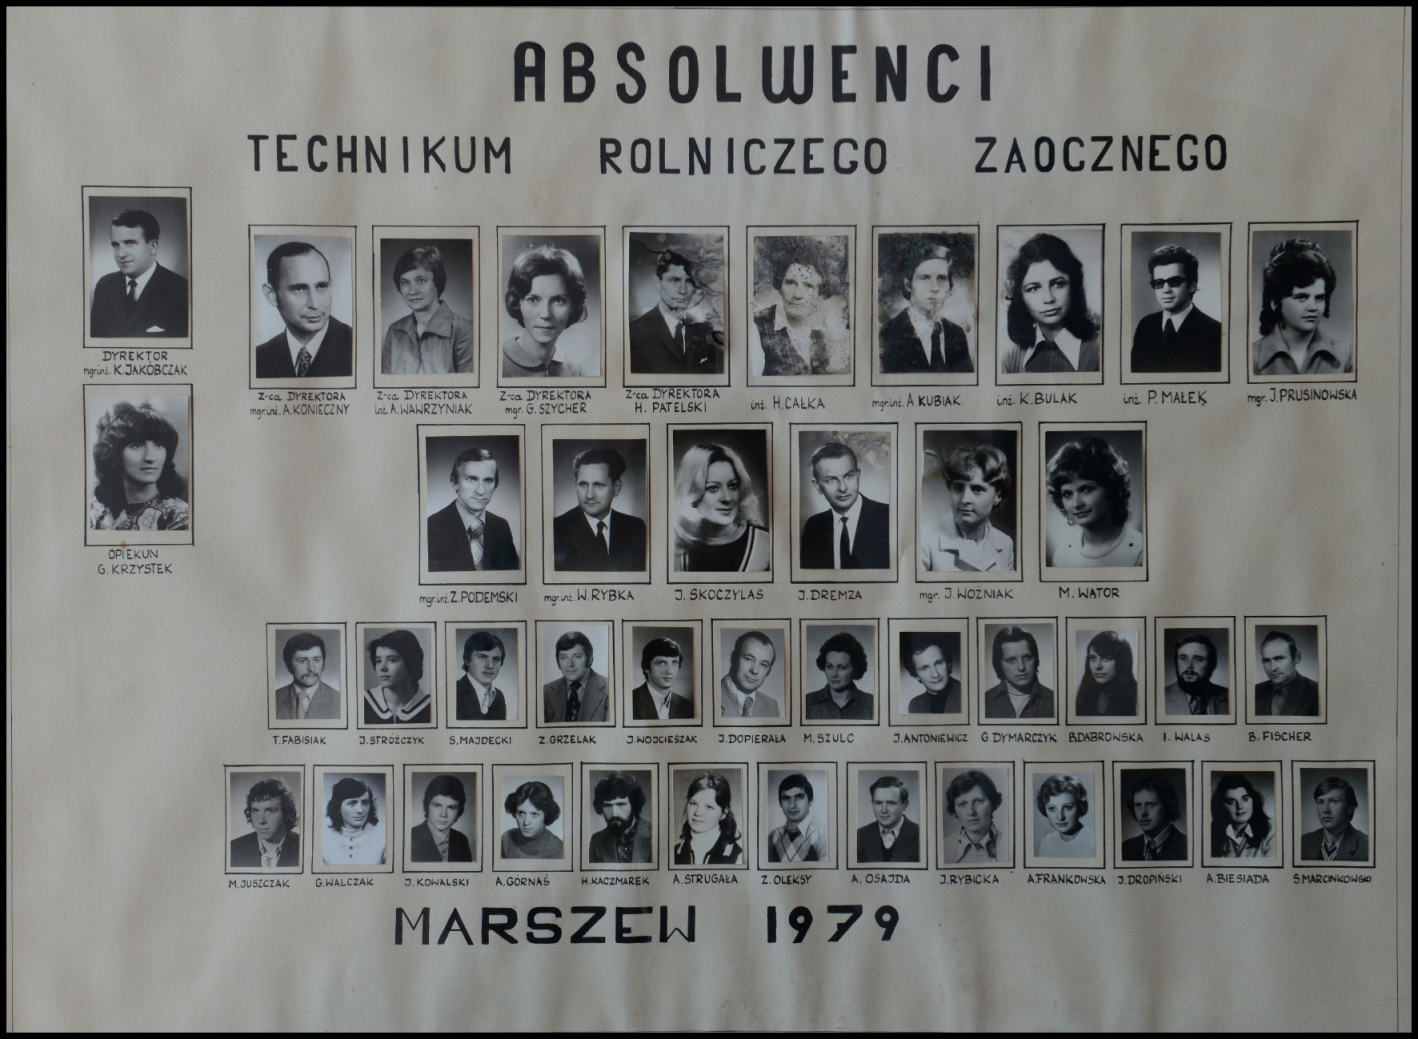 ABSOLWENCI
TECHNIKUM ROLNICZEGO ZAOCZNEGO
DYREKTOR
mgr.inż. K.JAKÓBCZAK
OPIEKUN
G. KRZYSTEK
Z-ca DYREKTORA
mgr.inż. A.KONIECZNY
Z-ca DYREKTORA
inż A.WAWRZYNIAK
Z-ca DYREKTORA
mgr. G.SZYCHER
Z-ca DYREKTORA
H. PATELSKI
inż. H.CAŁKA
mgr.inż. A.KUBIAK
inż. K.BULAK
inż P.MAŁEK
mgr. J.PRUSINOWSKA
mgr.inż. Z.PODEMSKI
mgr.inż. W.RYBKA
J. SKOCZYLAS
J.DREMZA
mgr. J.WOŹNIAK
M.WATOR
T.FABISIAK
J.STRÓŻCZYK
S.MAJDECKI
Z.GRZELAK
J.WOJCIESZAK
J.DOPIERAŁA
M.SZULC
J.ANTONIEWICZ
G.DYMARCZYK
B.DABROWSKA
I. WALAS
B. FISCHER
M.JUSZCZAK
G.WALCZAK
J.KOWALSKI
A.GÓRNAŚ
H.KACZMAREK
A.STRUGAŁA
Z.OLEKSY
A. OSAJDA
J.RYBICKA
A.FRANKOWSKA
J.DROPIŃSKI
A.BIESIADA
S.MARCINKOWSKI
MARSZEW 1979